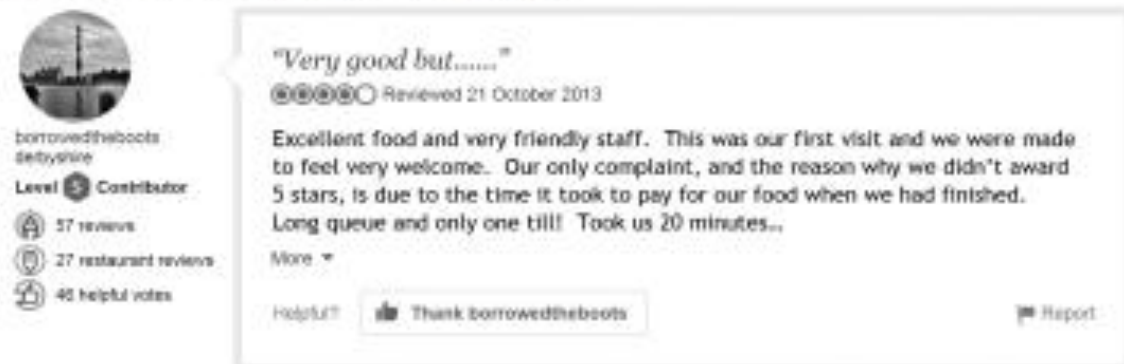 borrowedtheboots
derbyshire
Level 5 Contributor
57 reviews
27 restaurant reviews
46 helpful votes
"Very good but......"
Reviewed 21 October 2013
Excellent food and very friendly staff. This was our first visit and we were made
to feel very welcome. Our only complaint, and the reason why we didn"t award
5 stars, is due to the time it took to pay for our food when we had finished.
Long queue and only one till! Took us 20 minutes...
More
Helpful?
Thank borrowedtheboots
Report